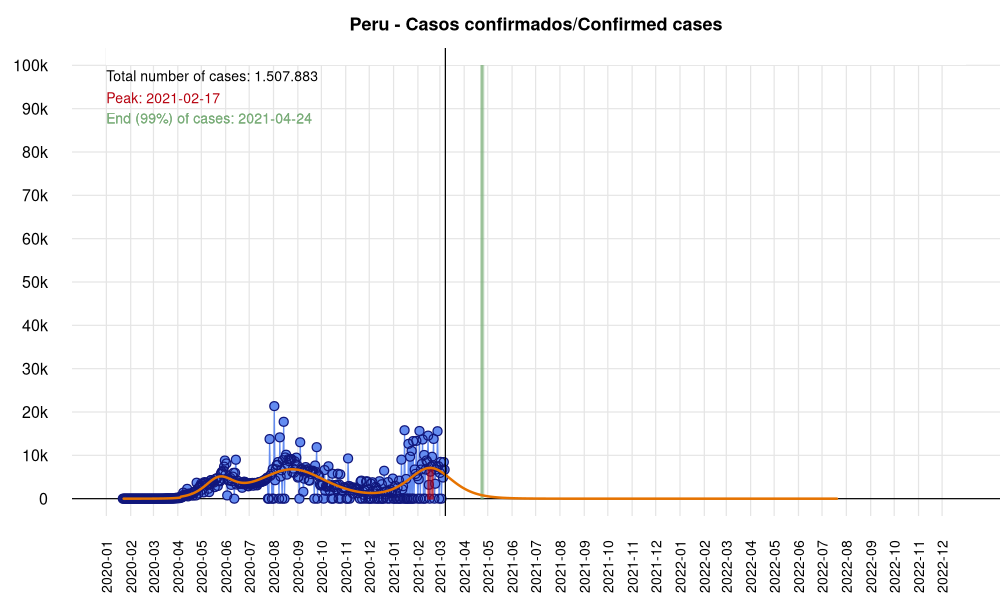 Peru - Casos confirmados/Confirmed cases
Total number of cases: 1.507.883
Peak: 2021-02-17
End (99%) of cases: 2021-04-24
100k
90k
80k
70k
60k
50k
40k
30k
20k
10k
0
2020-01
2020-02
2020-03
2020-04
2020-05
2020-06
2020-07
2020-08
2020-09
2020-10
2020-11
2020-12
2021-01
2021-02
2021-03
2021-04
2021-05
2021-06
2021-07
2021-08
2021-09
2021-10
2021-11
2021-12
2022-01
2022-02
2022-03
2022-04
2022-05
2022-06
2022-07
2022-08
2022-09
2022-10
2022-11
2022-12